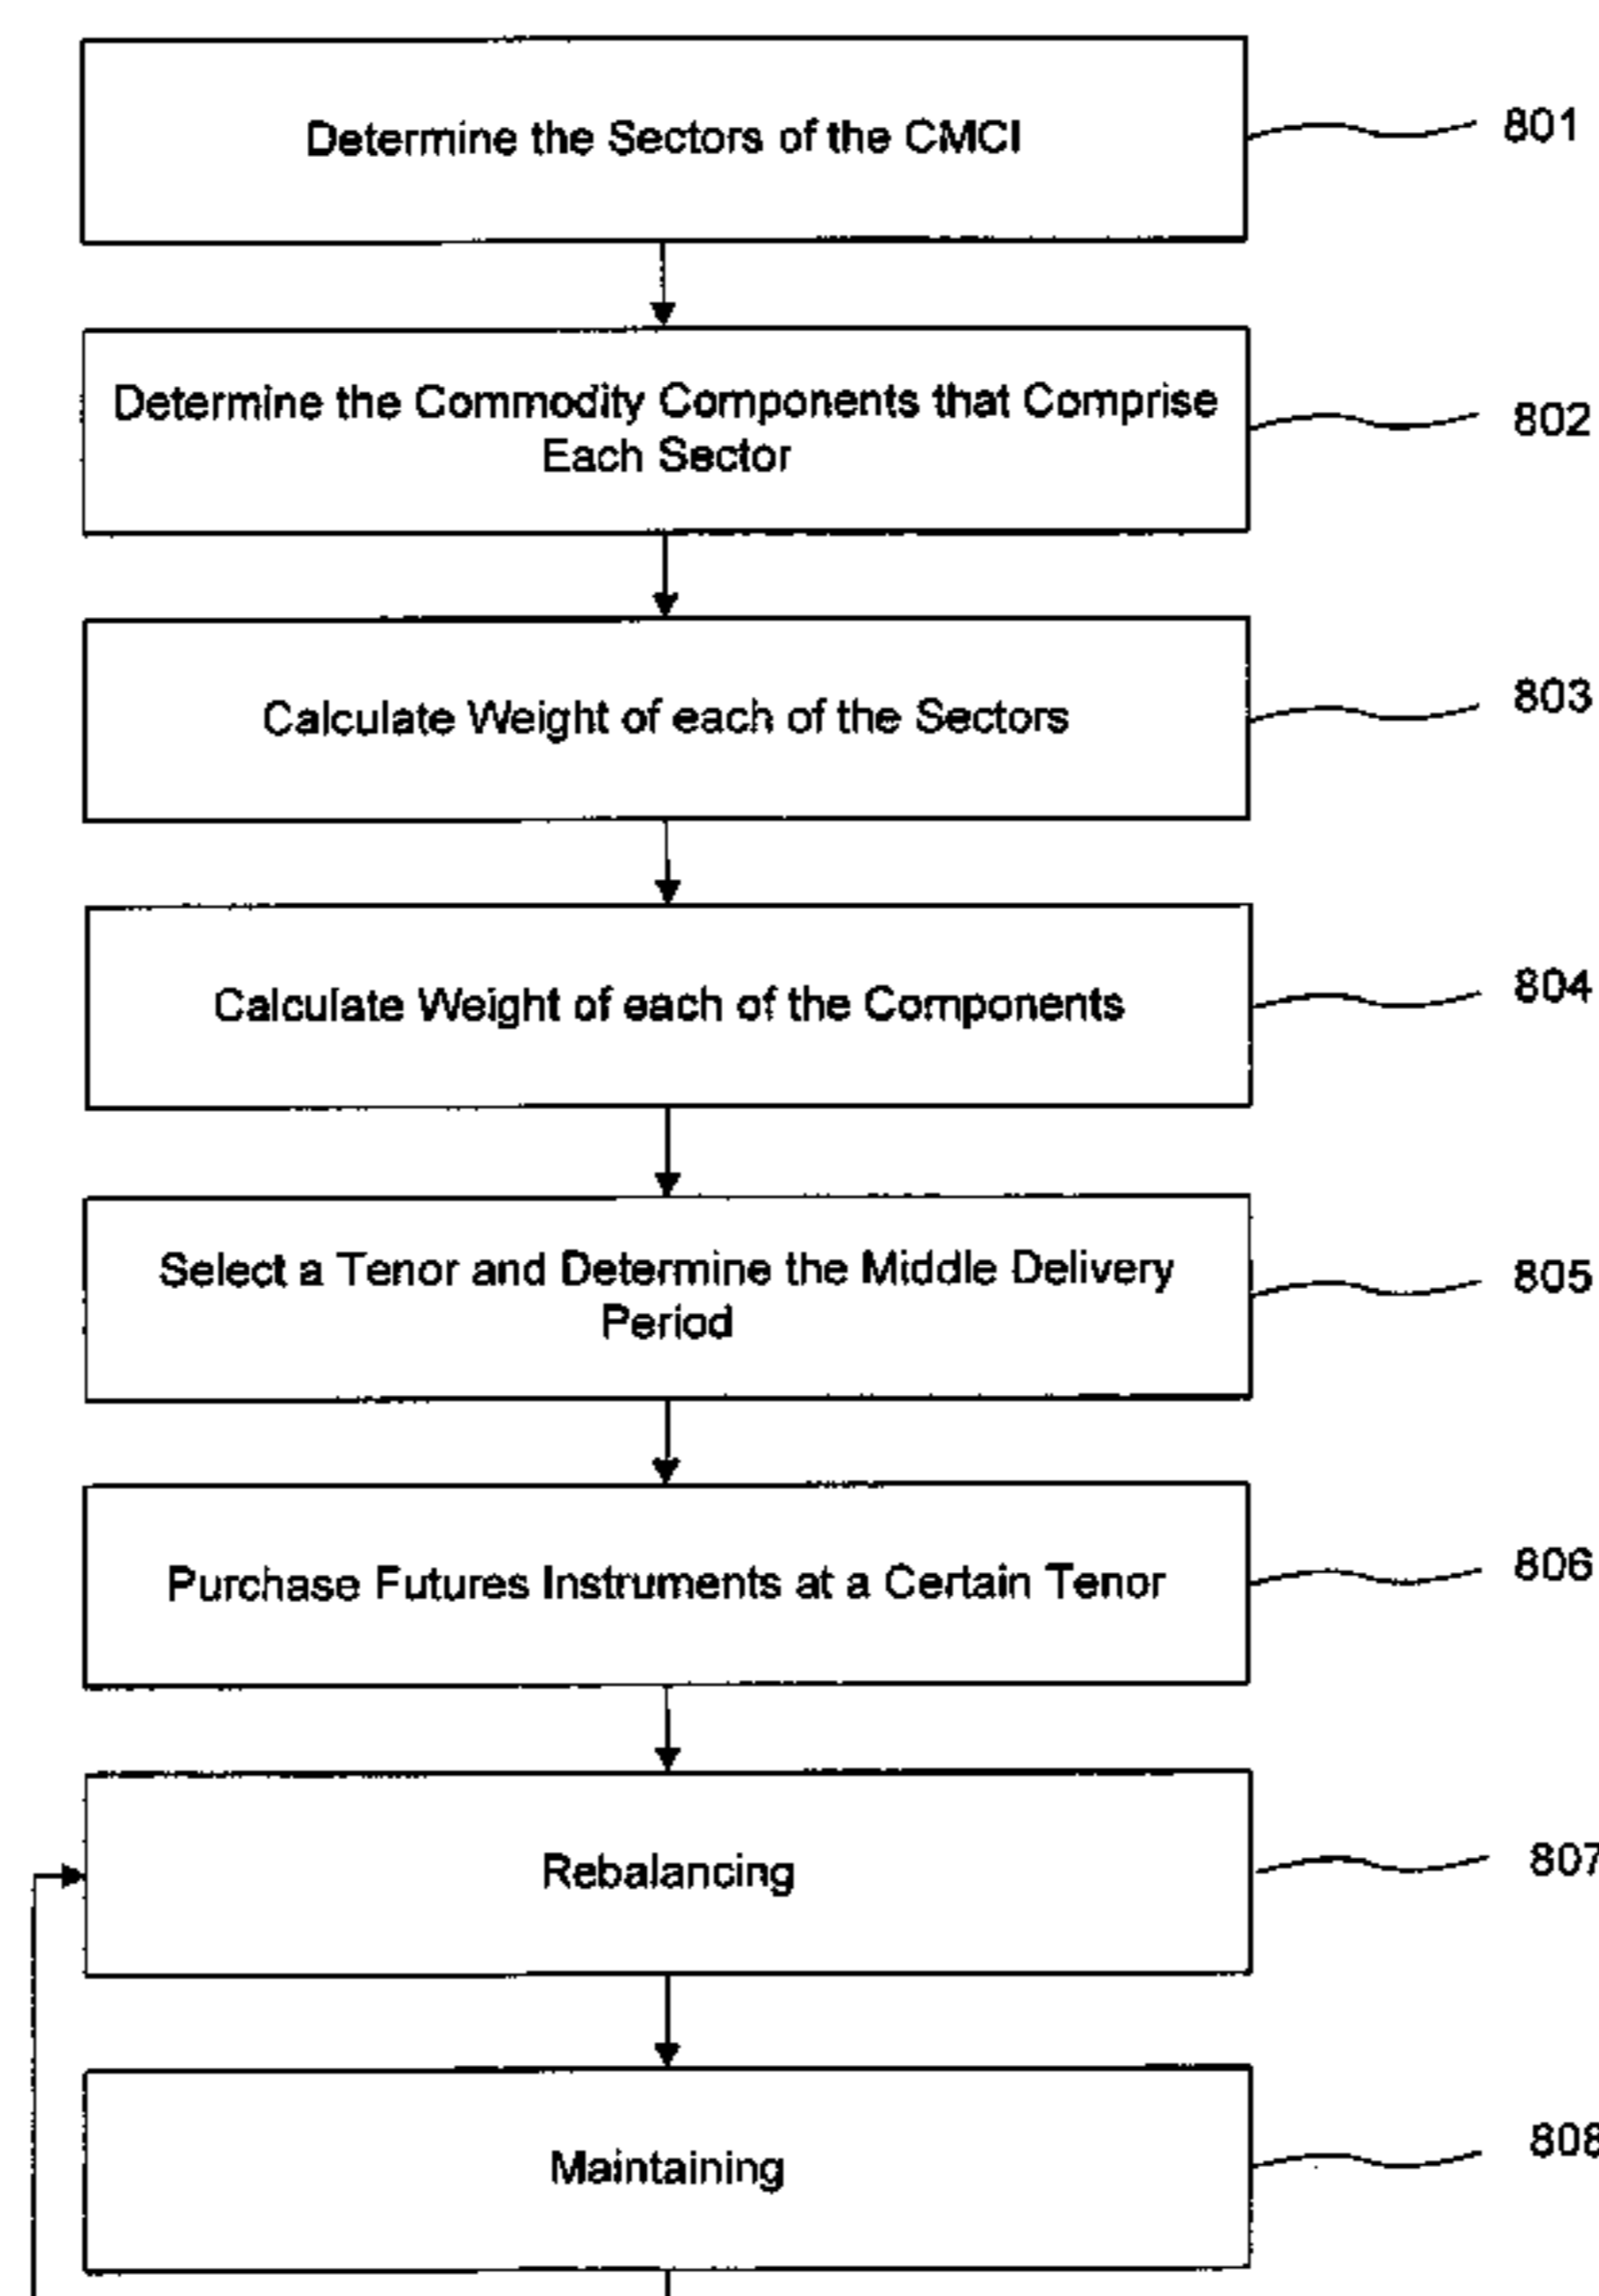 Determine the Sectors of the CMCI
801
Determine the Commodity Components that Comprise
Each Sector
802
Calculate Weight of each of the Sectors
803
Calculate Weight of each of the Components
804
Select a Tenor and Determine the Middle Delivery
Period
805
Purchase Futures Instruments at a Certain Tenor
806
Rebalancing
807
Maintaining
808